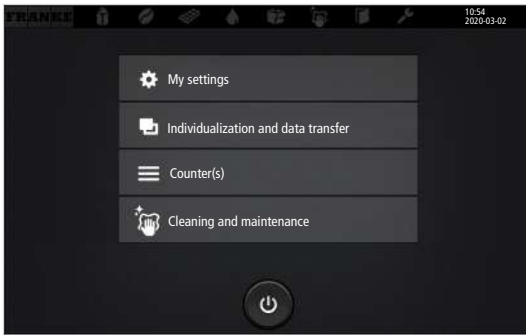 FRANKE
10:54
2020-03-02
My settings
Individualization and data transfer
Counter(s)
Cleaning and maintenance